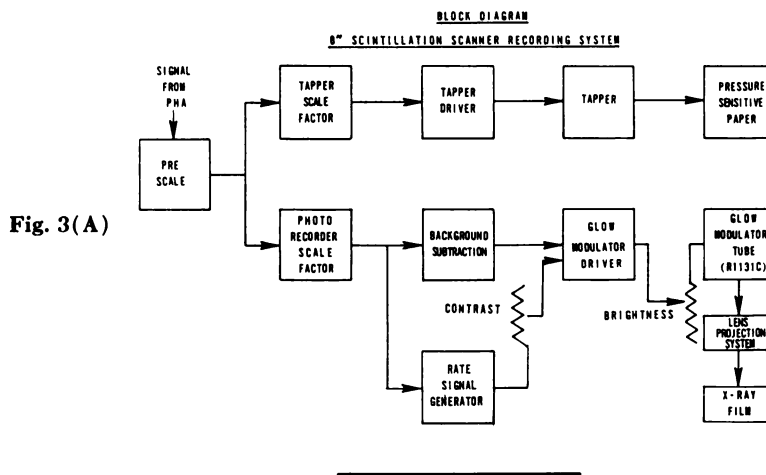 BLOCK DIAGRAM
8" SCINTILLATION SCANNER RECORDING SYSTEM
SIGNAL
FROM
PHA
PRE
SCALE
TAPPER
SCALE
FACTOR
TAPPER
DRIVER
TAPPER
PRESSURE
SENSITIVE
PAPER
Fig. 3(A)
PHOTO
RECORDER
SCALE
FACTOR
BACKGROUND
SUBTRACTION
GLOW
MODULATOR
DRIVER
GLOW
MODULATOR
TUBE
(R1131C)
CONTRAST
BRIGHTNESS
LENS
PROJECTION
SYSTEM
RATE
SIGNAL
GENERATOR
X-RAY
FILM